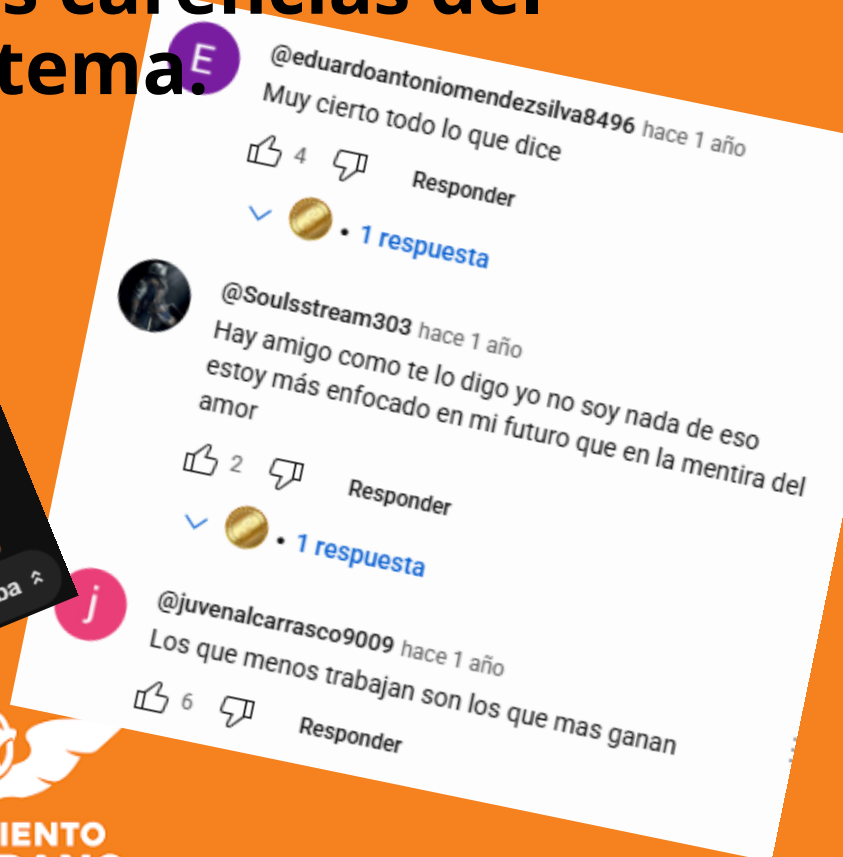 s carencias del
tema.
E
@eduardoantoniomendezsilva8496 hace 1 año
Muy cierto todo lo que dice
4 Responder
• 1 respuesta
@Soulsstream303 hace 1 año
Hay amigo como te lo digo yo no soy nada de eso
estoy más enfocado en mi futuro que en la mentira del
amor
2 Responder
• 1 respuesta
ba
j
@juvenalcarrasco9009 hace 1 año
Los que menos trabajan son los que mas ganan
6 Responder
IENTO